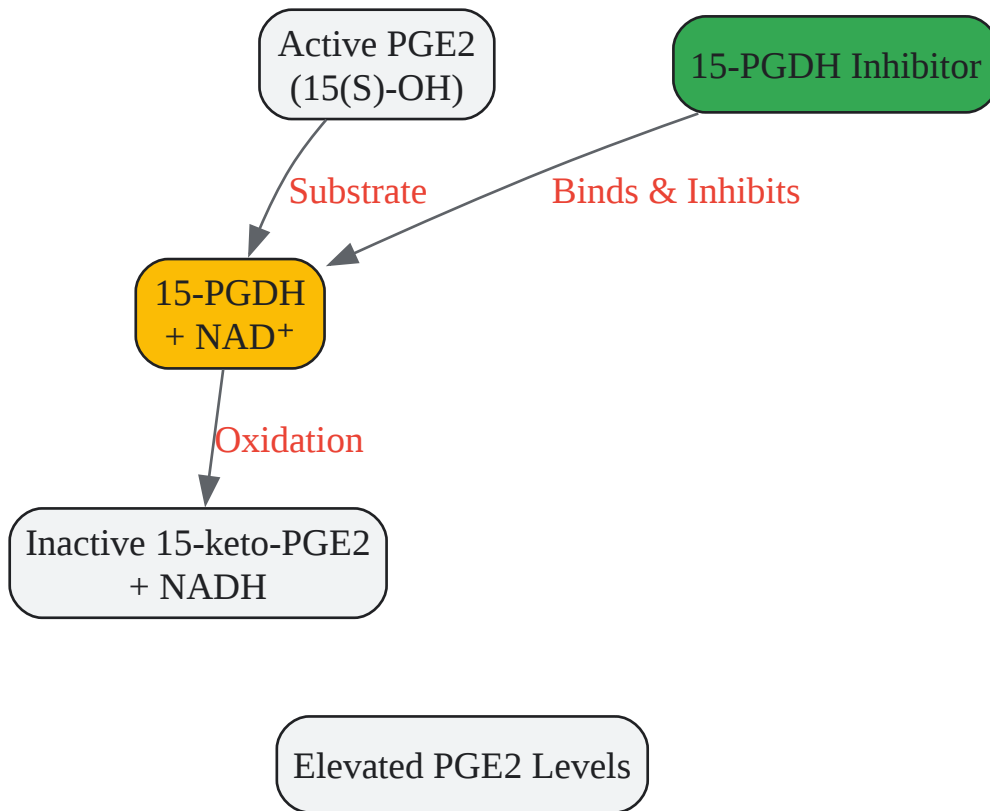 Active PGE2
(15(S)-OH)
15-PGDH Inhibitor
Substrate
Binds & Inhibits
15-PGDH
+ NAD⁺
Oxidation
Inactive 15-keto-PGE2
+ NADH
Elevated PGE2 Levels